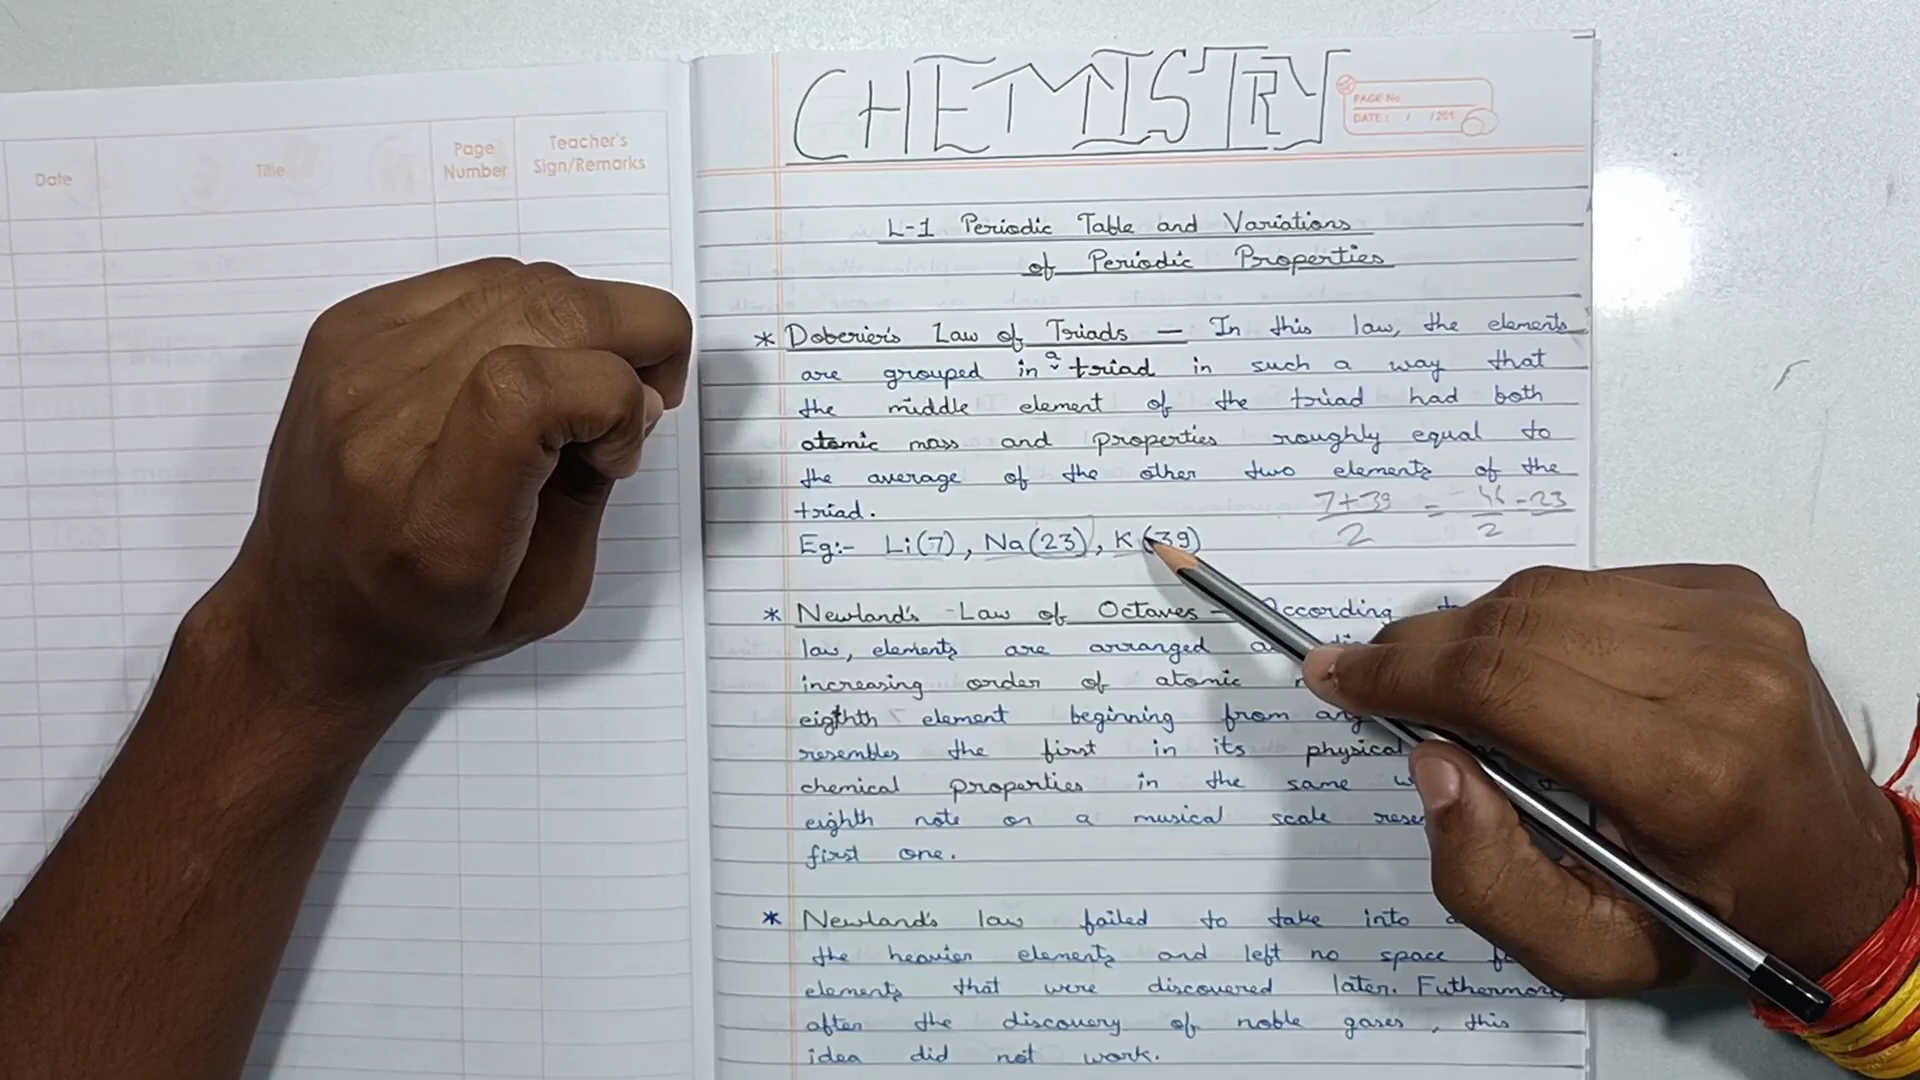 Date
Title
Page Number
Teacher's Sign/Remarks
CHEMISTRY
PAGE No
DATE: / /201
L-1 Periodic Table and Variations
of Periodic Properties
* Doberier's Law of Triads — In this law, the elements
are grouped in a triad in such a way that
the middle element of the triad had both
atomic mass and properties roughly equal to
the average of the other two elements of the
triad.
7+39 / 2 = 46 / 2 = 23
Eg:- Li(7), Na(23), K(39)
* Newland's Law of Octaves — According
law, elements are arranged
increasing order of atomic
eigthth element beginning from any
resembles the first in its physical
chemical properties in the same
eighth note on a musical scale
first one.
* Newland's law failed to take into
the heavier elements and left no space
elements that were discovered later. Futhermore,
after the discovery of noble gases, this
idea did not work.